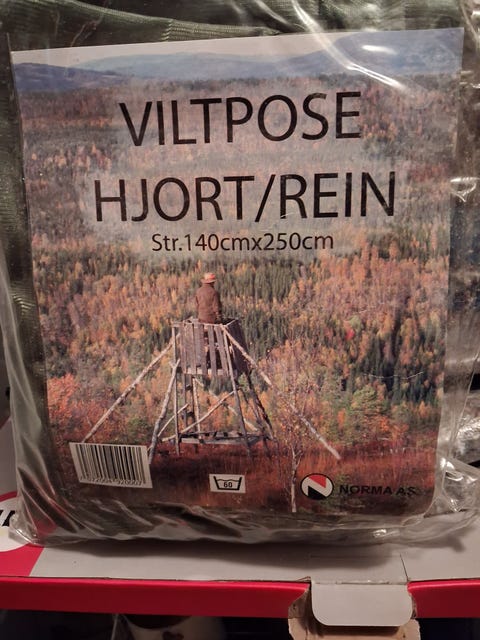 VILTPOSE
HJORT/REIN
Str.140cmx250cm
60
NORMA AS